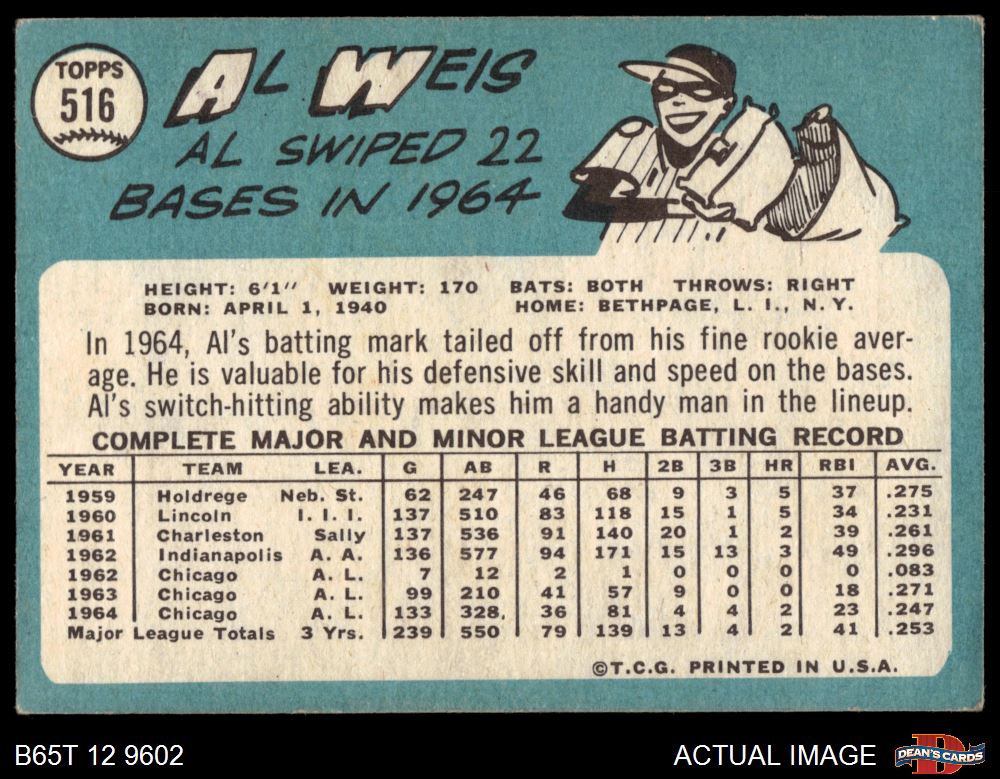 TOPPS
516
AL WEIS
AL SWIPED 22
BASES IN 1964
HEIGHT: 6'1" WEIGHT: 170 BATS: BOTH THROWS: RIGHT
BORN: APRIL 1, 1940 HOME: BETHPAGE, L. I., N. Y.
In 1964, Al's batting mark tailed off from his fine rookie aver-
age. He is valuable for his defensive skill and speed on the bases.
Al's switch-hitting ability makes him a handy man in the lineup.
COMPLETE MAJOR AND MINOR LEAGUE BATTING RECORD
YEAR TEAM LEA. G AB R H 2B 3B HR RBI AVG.
1959 Holdrege Neb. St. 62 247 46 68 9 3 5 37 .275
1960 Lincoln I. I. I. 137 510 83 118 15 1 5 34 .231
1961 Charleston Sally 137 536 91 140 20 1 2 39 .261
1962 Indianapolis A. A. 136 577 94 171 15 13 3 49 .296
1962 Chicago A. L. 7 12 2 1 0 0 0 0 .083
1963 Chicago A. L. 99 210 41 57 9 0 0 18 .271
1964 Chicago A. L. 133 328 36 81 4 4 2 23 .247
Major League Totals 3 Yrs. 239 550 79 139 13 4 2 41 .253
©T.C.G. PRINTED IN U.S.A.
B65T 12 9602 ACTUAL IMAGE DEAN'S CARDS